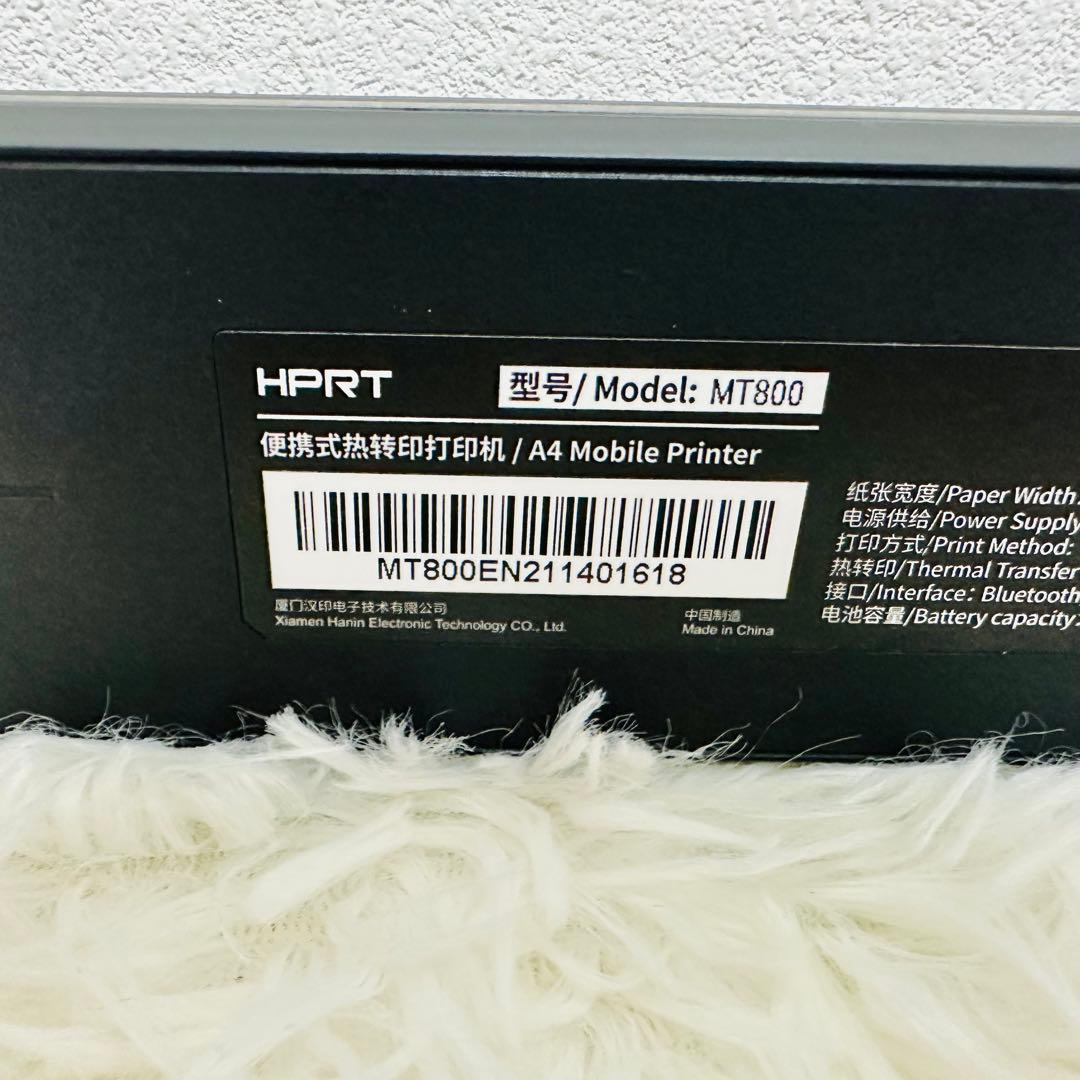 HPRT
型号/ Model: MT800
便携式热转印打印机 / A4 Mobile Printer
MT800EN211401618
厦门汉印电子技术有限公司
Xiamen Hanin Electronic Technology CO., Ltd.
中国制造
Made in China
纸张宽度/Paper Width
电源供给/Power Supply
打印方式/Print Method:
热转印/Thermal Transfer
接口/Interface: Bluetooth
电池容量/Battery capacity: